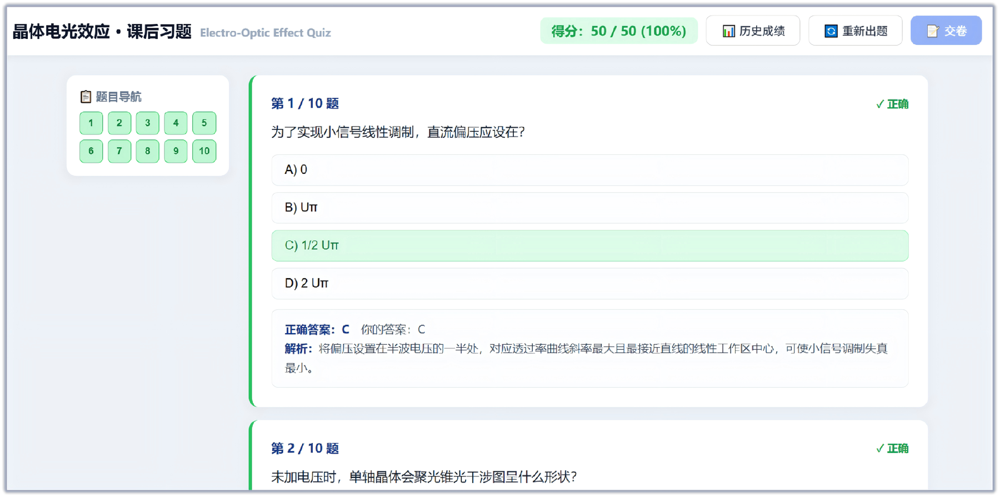 晶体电光效应 • 课后习题 Electro-Optic Effect Quiz
得分：50 / 50 (100%)
历史成绩
重新出题
交卷
题目导航
1 2 3 4 5
6 7 8 9 10
第 1 / 10 题
✓ 正确
为了实现小信号线性调制，直流偏压应设在？
A) 0
B) Uπ
C) 1/2 Uπ
D) 2 Uπ
正确答案：C 你的答案：C
解析：将偏压设置在半波电压的一半处，对应透过率曲线斜率最大且最接近直线的线性工作区中心，可使小信号调制失真
最小。
第 2 / 10 题
✓ 正确
未加电压时，单轴晶体会聚光锥光干涉图呈什么形状？